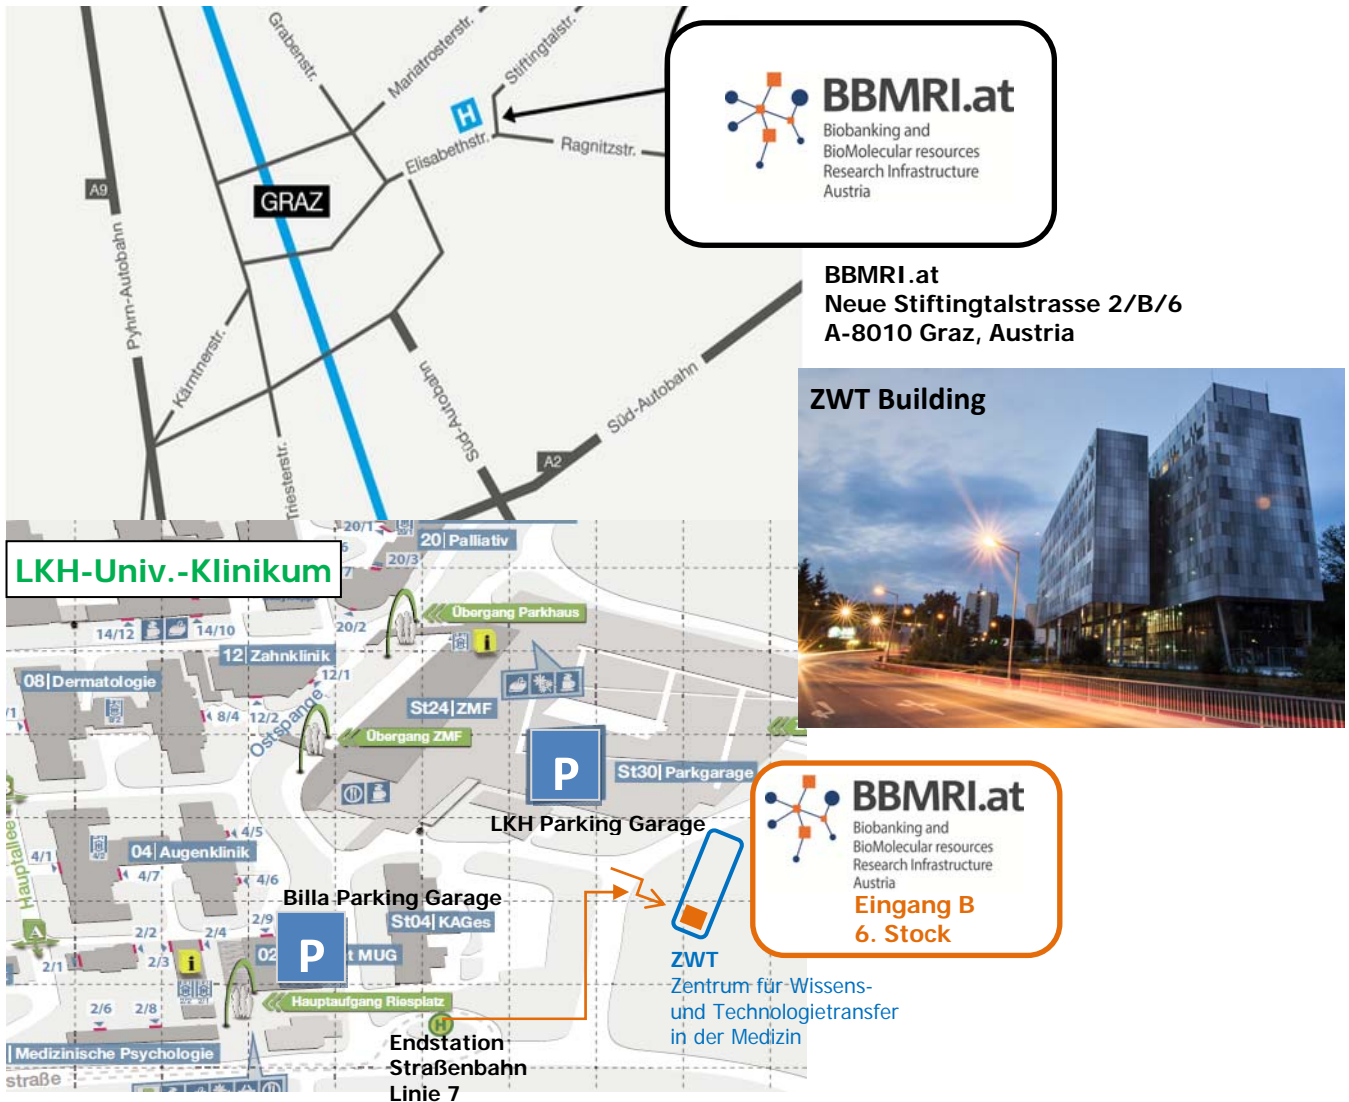 Grabenstr.
Mariatrosterstr.
Stiftingtalstr.
H
Elisabethstr.
Ragnitzstr.
A9
GRAZ
Pyhrn-Autobahn
Kärntnerstr.
Triesterstr.
Süd-Autobahn
Süd-Autobahn
A2
BBMRI.at
Biobanking and
BioMolecular resources
Research Infrastructure
Austria
BBMRI.at
Neue Stiftingtalstrasse 2/B/6
A-8010 Graz, Austria
ZWT Building
LKH-Univ.-Klinikum
20/1
20|Palliativ
20/3
Übergang Parkhaus
14/12
14/10
20/2
i
12|Zahnklinik
08|Dermatologie
12/1
8/4
12/2
Ostspange
St24|ZMF
Übergang ZMF
P
St30|Parkgarage
LKH Parking Garage
Hauptallee
4/1
4/5
04|Augenklinik
4/7
4/6
Billa Parking Garage
2/9
St04|KAGes
A
2/2
2/4
2/1
2/3
i
02
P
t MUG
Hauptaufgang Riesplatz
2/6
2/8
H
|Medizinische Psychologie
straße
Endstation
Straßenbahn
Linie 7
BBMRI.at
Biobanking and
BioMolecular resources
Research Infrastructure
Austria
Eingang B
6. Stock
ZWT
Zentrum für Wissens-
und Technologietransfer
in der Medizin